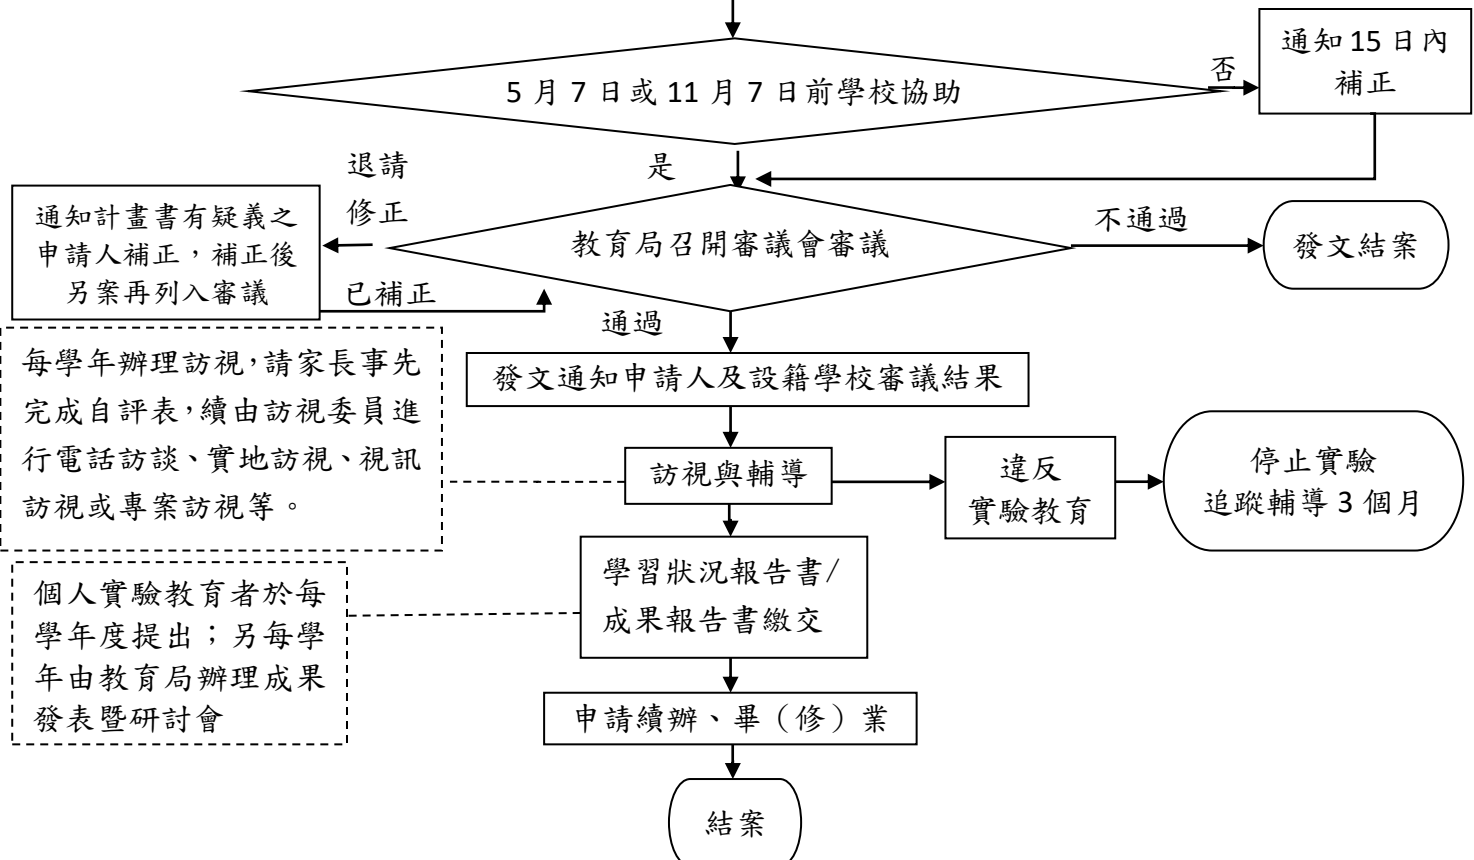 5 月 7 日或 11 月 7 日前學校協助
否
通知 15 日內
補正
是
退請
修正
通知計畫書有疑義之
申請人補正，補正後
另案再列入審議
教育局召開審議會審議
不通過
發文結案
已補正
通過
每學年辦理訪視，請家長事先
完成自評表，續由訪視委員進
行電話訪談、實地訪視、視訊
訪視或專案訪視等。
發文通知申請人及設籍學校審議結果
訪視與輔導
違反
實驗教育
停止實驗
追蹤輔導 3 個月
個人實驗教育者於每
學年度提出；另每學
年由教育局辦理成果
發表暨研討會
學習狀況報告書/
成果報告書繳交
申請續辦、畢（修）業
結案